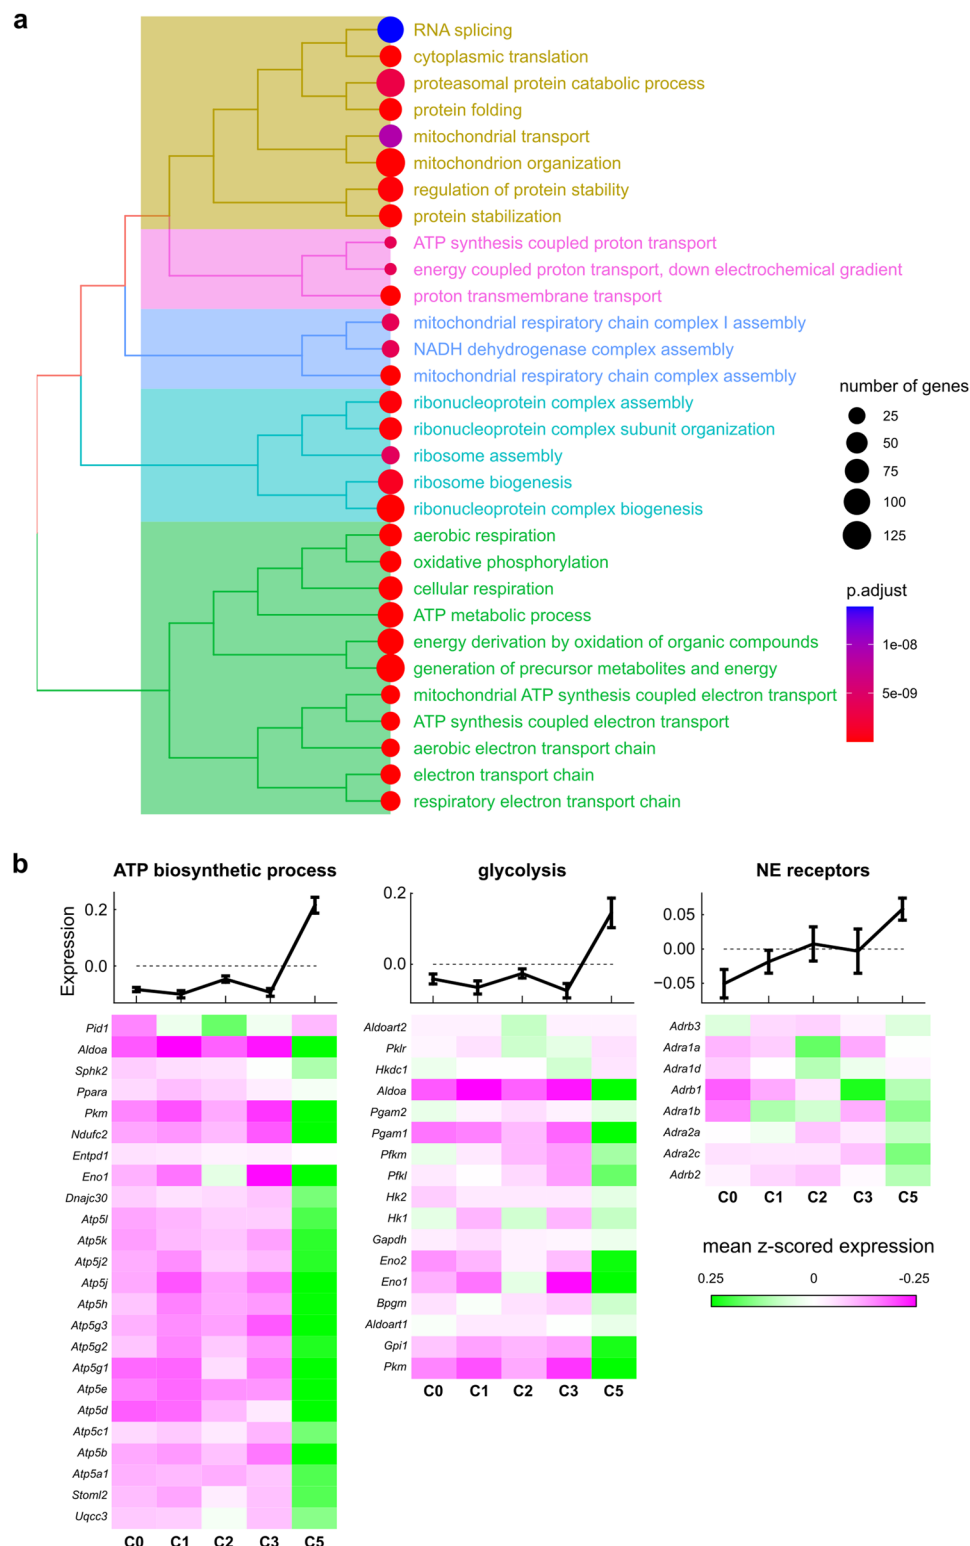 a
RNA splicing
cytoplasmic translation
proteasomal protein catabolic process
protein folding
mitochondrial transport
mitochondrion organization
regulation of protein stability
protein stabilization
ATP synthesis coupled proton transport
energy coupled proton transport, down electrochemical gradient
proton transmembrane transport
mitochondrial respiratory chain complex I assembly
NADH dehydrogenase complex assembly
mitochondrial respiratory chain complex assembly
ribonucleoprotein complex assembly
ribonucleoprotein complex subunit organization
ribosome assembly
ribosome biogenesis
ribonucleoprotein complex biogenesis
aerobic respiration
oxidative phosphorylation
cellular respiration
ATP metabolic process
energy derivation by oxidation of organic compounds
generation of precursor metabolites and energy
mitochondrial ATP synthesis coupled electron transport
ATP synthesis coupled electron transport
aerobic electron transport chain
electron transport chain
respiratory electron transport chain
number of genes
25
50
75
100
125
p.adjust
1e-08
5e-09
b
ATP biosynthetic process
Expression
0.2
0.0
Pid1
Aldoa
Sphk2
Ppara
Pkm
Ndufc2
Entpd1
Eno1
Dnajc30
Atp5l
Atp5k
Atp5j2
Atp5j
Atp5h
Atp5g3
Atp5g2
Atp5g1
Atp5e
Atp5d
Atp5c1
Atp5b
Atp5a1
Stoml2
Uqcc3
C0 C1 C2 C3 C5
glycolysis
0.2
0.0
Aldoart2
Pklr
Hkdc1
Aldoa
Pgam2
Pgam1
Pfkm
Pfkl
Hk2
Hk1
Gapdh
Eno2
Eno1
Bpgm
Aldoart1
Gpi1
Pkm
C0 C1 C2 C3 C5
NE receptors
0.05
0.00
−0.05
Adrb3
Adra1a
Adra1d
Adrb1
Adra1b
Adra2a
Adra2c
Adrb2
C0 C1 C2 C3 C5
mean z-scored expression
0.25 0 -0.25